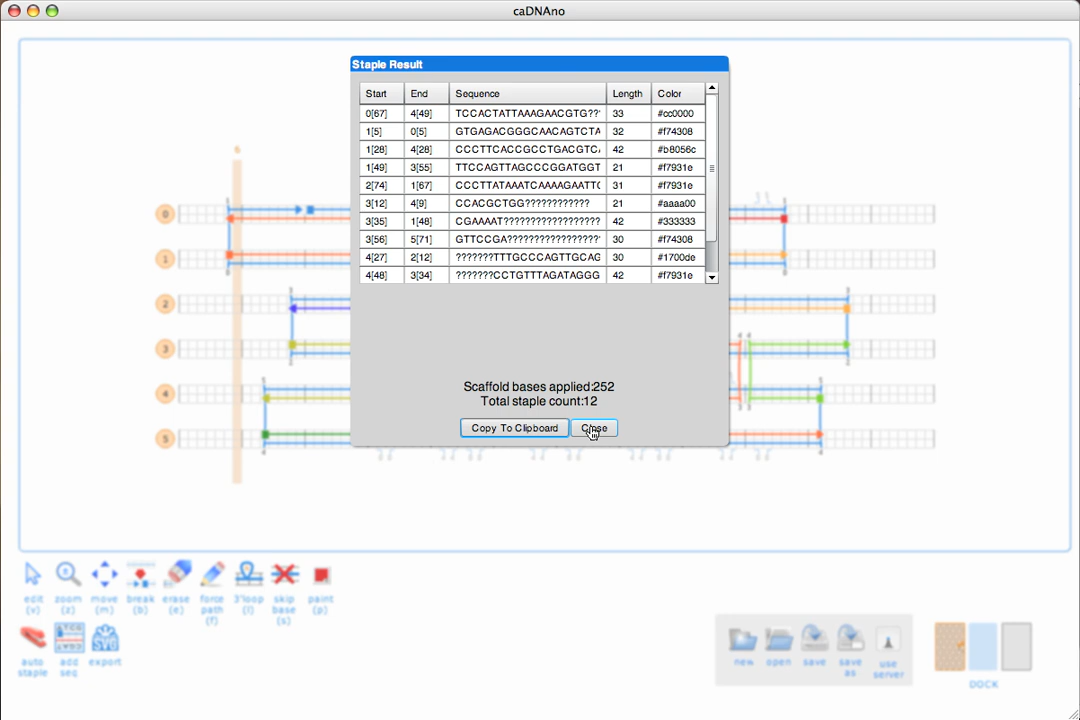 caDNAno
Staple Result
Start End Sequence Length Color
0[67] 4[49] TCCACTATTAAAGAACGTG??' 33 #cc0000
1[5] 0[5] GTGAGACGGGCAACAGTCTA 32 #f74308
1[28] 4[28] CCCTTCACCGCCTGACGTC 42 #b8056c
1[49] 3[55] TTCCAGTTAGCCCGGATGGT 21 #f7931e
2[74] 1[67] CCCTTATAAATCAAAAGAATT( 31 #f7931e
3[12] 4[9] CCACGCTGG???????????? 21 #aaaa00
3[35] 1[48] CGAAAAT????????????????? 42 #333333
3[56] 5[71] GTTCCGA?????????????????' 30 #f74308
4[27] 2[12] ???????TTTGCCCAGTTGCAG 30 #1700de
4[48] 3[34] ???????CCTGTTTAGATAGGG 42 #f7931e
Scaffold bases applied:252
Total staple count:12
Copy To Clipboard Close
6
0
1
2
3
4
5
edit (v)
zoom (z)
move (m)
break (b)
erase (e)
force path (f)
3'loop (l)
skip base (s)
paint (p)
auto staple
add seq
export
new
open
save
save as
use server
DOCK